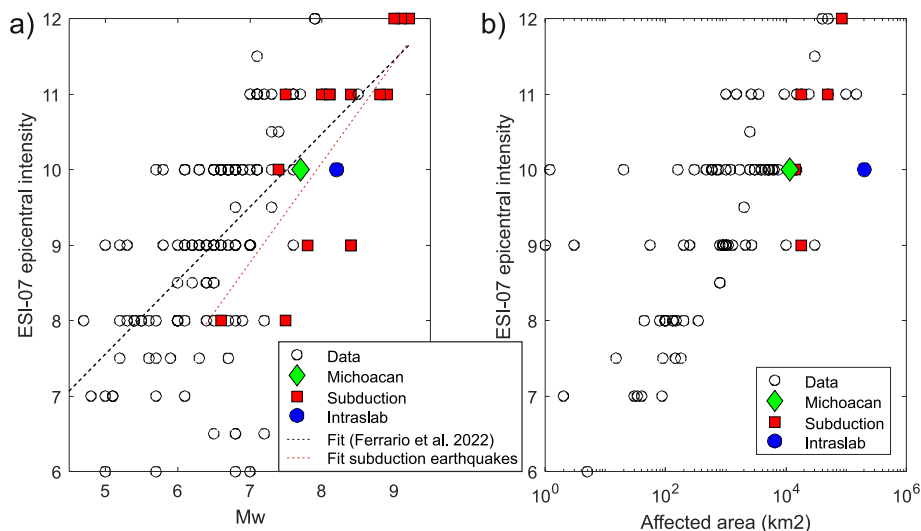 a)
12
11
10
9
8
7
6
ESI-07 epicentral intensity
5
6
7
8
9
Mw
Data
Michoacan
Subduction
Intraslab
Fit (Ferrario et al. 2022)
Fit subduction earthquakes
b)
12
11
10
9
8
7
6
ESI-07 epicentral intensity
10^0
10^2
10^4
10^6
Affected area (km2)
Data
Michoacan
Subduction
Intraslab